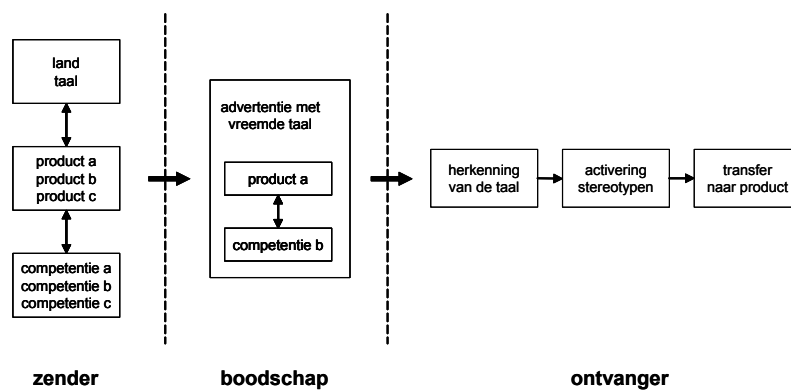 land
taal
product a
product b
product c
competentie a
competentie b
competentie c
zender
advertentie met
vreemde taal
product a
competentie b
boodschap
herkenning
van de taal
activering
stereotypen
transfer
naar product
ontvanger